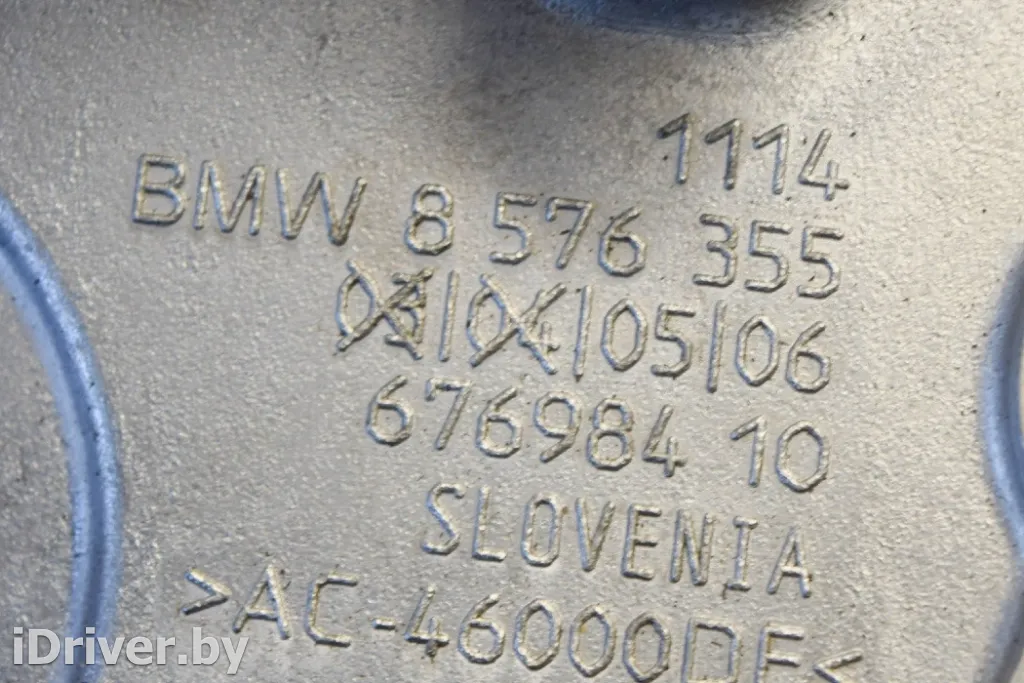 1114
BMW 8 576 355
03/04/05/06
676984 10
SLOVENIA
>AC-46000DF<
iDriver.by